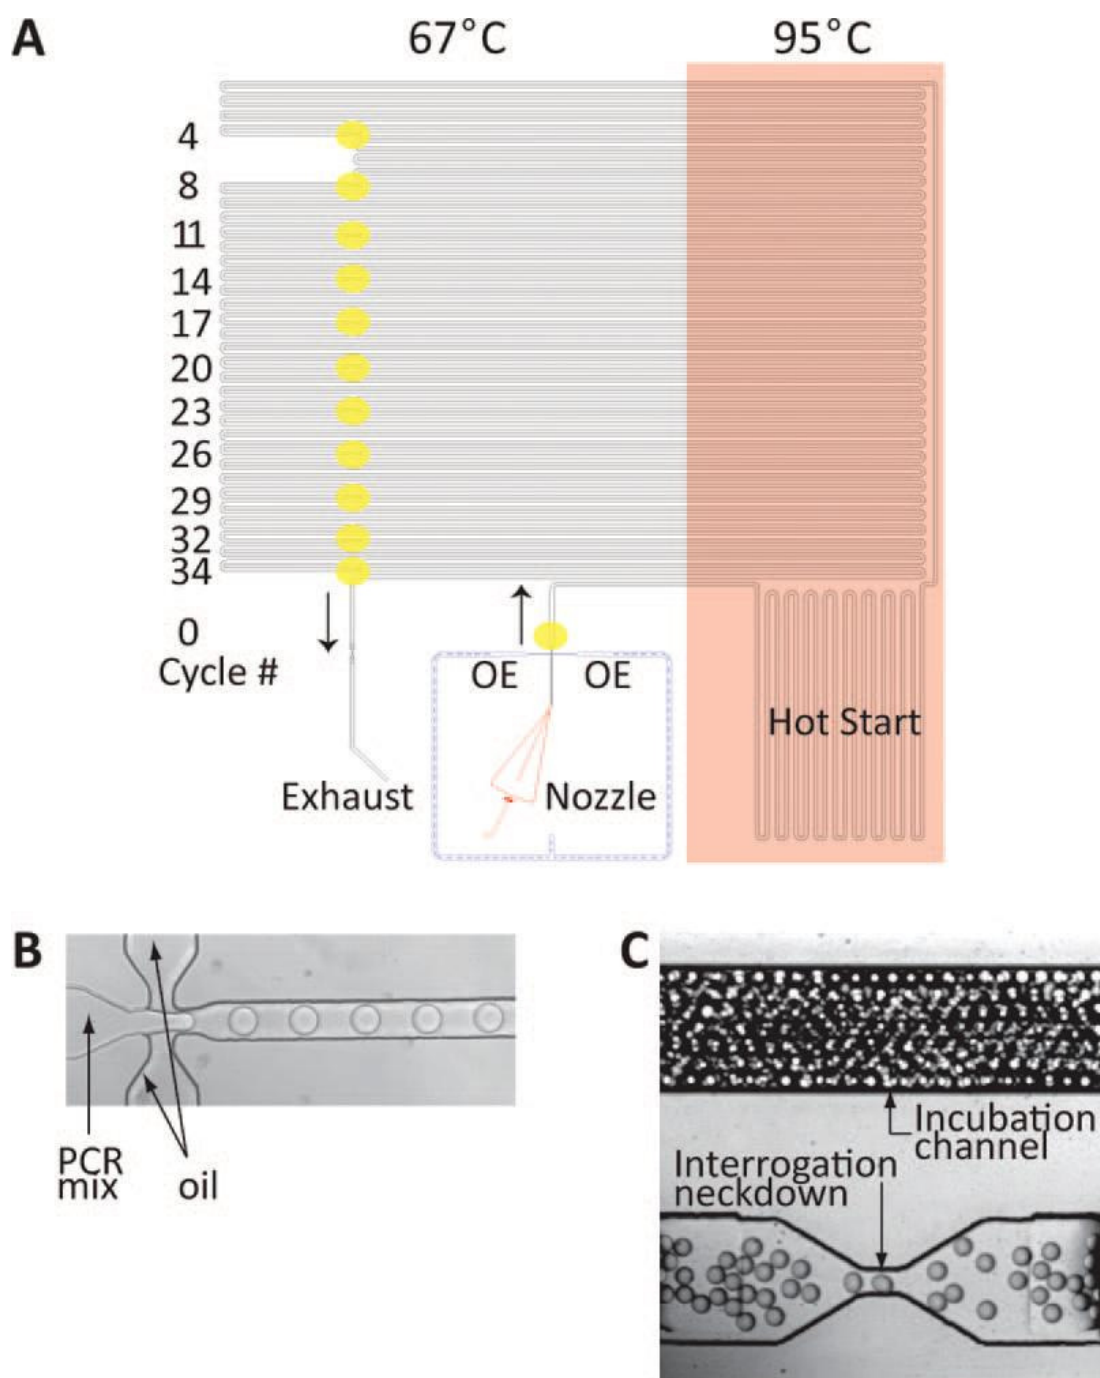 A
67°C
95°C
4
8
11
14
17
20
23
26
29
32
34
0
Cycle #
OE
OE
Hot Start
Exhaust
Nozzle
B
PCR
mix
oil
C
Incubation
channel
Interrogation
neckdown